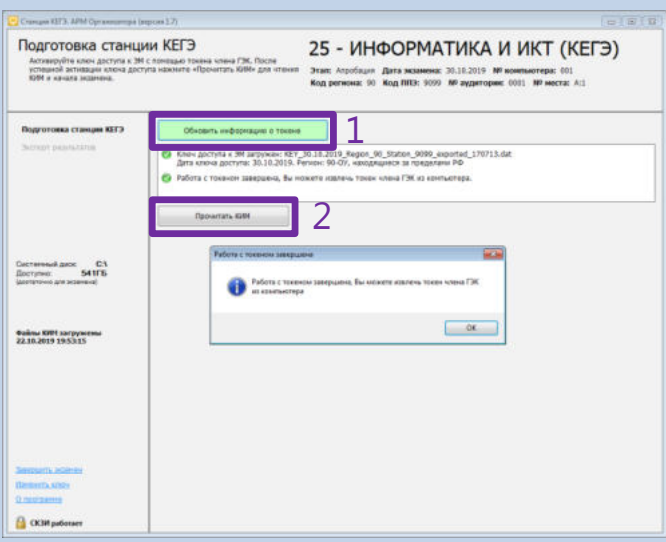 Станция КЕГЭ. АРМ Организатора (версия 1.7)
Подготовка станции КЕГЭ
Активируйте ключ доступа к ЭМ с помощью токена члена ГЭК. После
успешной активации ключа доступа нажмите «Прочитать КИМ» для чтения
КИМ и начала экзамена.
25 - ИНФОРМАТИКА И ИКТ (КЕГЭ)
Этап: Апробация Дата экзамена: 30.10.2019 № компьютера: 001
Код региона: 90 Код ППЭ: 9099 № аудитории: 0001 № места: А:1
Подготовка станции КЕГЭ
Экспорт результатов
Обновить информацию о токене
1
Ключ доступа к ЭМ загружен: KEY_30.10.2019_Region_90_Station_9099_exported_170713.dat
Дата ключа доступа: 30.10.2019. Регион: 90-ОУ, находящиеся за пределами РФ
Работа с токеном завершена, Вы можете извлечь токен члена ГЭК из компьютера.
Прочитать КИМ
2
Системный диск: C:\
Доступно: 541ГБ
(достаточно для экзамена)
Файлы КИМ загружены
22.10.2019 19:53:15
Работа с токеном завершена
Работа с токеном завершена, Вы можете извлечь токен члена ГЭК
из компьютера
OK
Завершить экзамен
Изменить ключ
О программе
СКЗИ работает